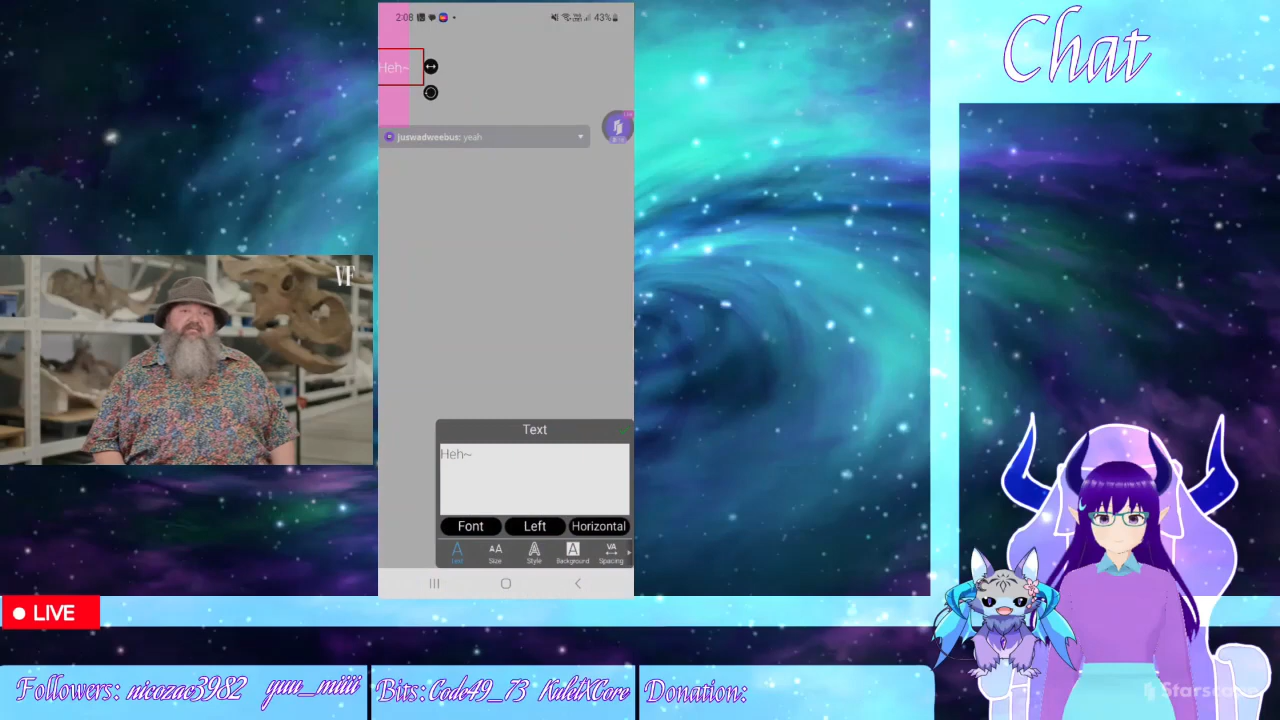 Chat
2:08
43%
Heh~
juswadweebus: yeah
VF
Text
Heh~
Font Left Horizontal
Text Size Style Background Spacing
LIVE
Followers: nicozac3982 yuu_miiii
Bits: Code49_73 KuletXCore
Donation: